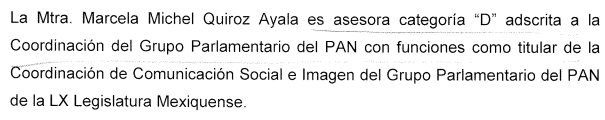 La Mtra. Marcela Michel Quiroz Ayala es asesora categoría “D” adscrita a la
Coordinación del Grupo Parlamentario del PAN con funciones como titular de la
Coordinación de Comunicación Social e Imagen del Grupo Parlamentario del PAN
de la LX Legislatura Mexiquense.